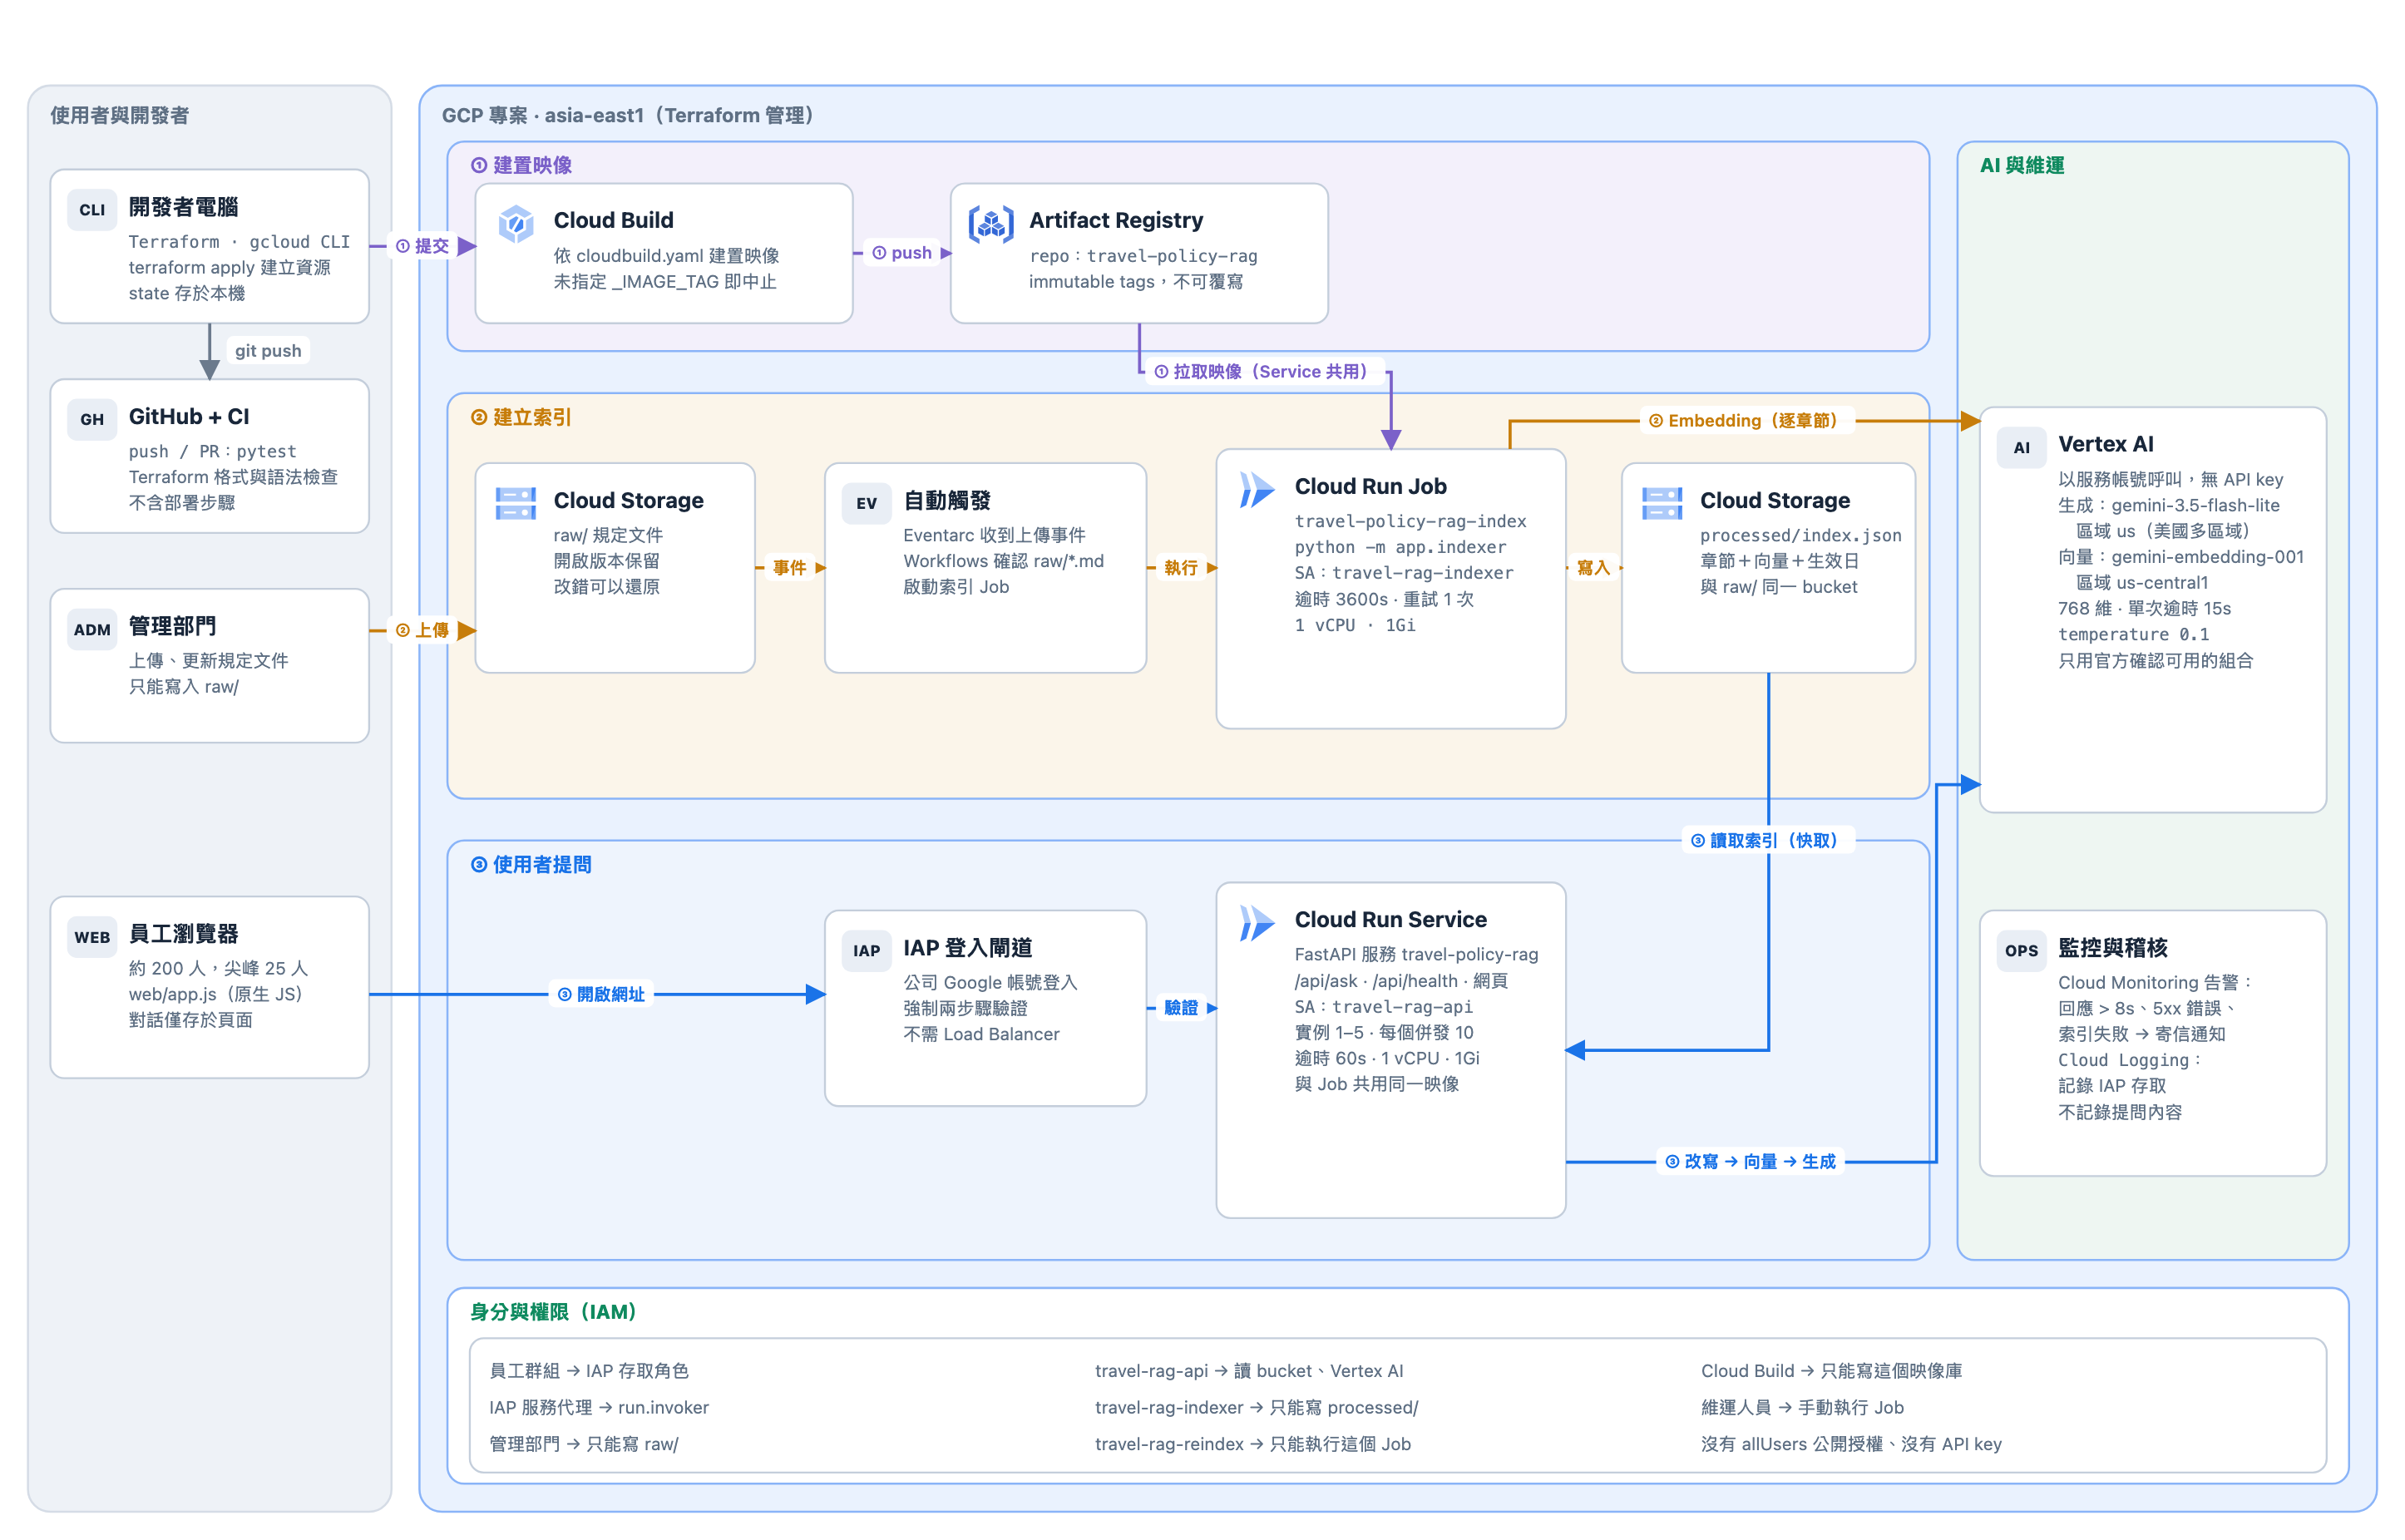 使用者與開發者
CLI
開發者電腦
Terraform · gcloud CLI
terraform apply 建立資源
state 存於本機
git push
GH
GitHub + CI
push / PR：pytest
Terraform 格式與語法檢查
不含部署步驟
ADM
管理部門
上傳、更新規定文件
只能寫入 raw/
WEB
員工瀏覽器
約 200 人，尖峰 25 人
web/app.js（原生 JS）
對話僅存於頁面
GCP 專案 · asia-east1（Terraform 管理）
① 建置映像
① 提交
Cloud Build
依 cloudbuild.yaml 建置映像
未指定 _IMAGE_TAG 即中止
① push
Artifact Registry
repo：travel-policy-rag
immutable tags，不可覆寫
① 拉取映像（Service 共用）
② 建立索引
② 上傳
Cloud Storage
raw/ 規定文件
開啟版本保留
改錯可以還原
事件
EV
自動觸發
Eventarc 收到上傳事件
Workflows 確認 raw/*.md
啟動索引 Job
執行
Cloud Run Job
travel-policy-rag-index
python -m app.indexer
SA：travel-rag-indexer
逾時 3600s · 重試 1 次
1 vCPU · 1Gi
寫入
Cloud Storage
processed/index.json
章節＋向量＋生效日
與 raw/ 同一 bucket
② Embedding（逐章節）
③ 讀取索引（快取）
③ 使用者提問
③ 開啟網址
IAP
IAP 登入閘道
公司 Google 帳號登入
強制兩步驟驗證
不需 Load Balancer
驗證
Cloud Run Service
FastAPI 服務 travel-policy-rag
/api/ask · /api/health · 網頁
SA：travel-rag-api
實例 1–5 · 每個併發 10
逾時 60s · 1 vCPU · 1Gi
與 Job 共用同一映像
③ 改寫 → 向量 → 生成
AI 與維運
AI
Vertex AI
以服務帳號呼叫，無 API key
生成：gemini-3.5-flash-lite
區域 us（美國多區域）
向量：gemini-embedding-001
區域 us-central1
768 維 · 單次逾時 15s
temperature 0.1
只用官方確認可用的組合
OPS
監控與稽核
Cloud Monitoring 告警：
回應 > 8s、5xx 錯誤、
索引失敗 → 寄信通知
Cloud Logging：
記錄 IAP 存取
不記錄提問內容
身分與權限（IAM）
員工群組 → IAP 存取角色
IAP 服務代理 → run.invoker
管理部門 → 只能寫 raw/
travel-rag-api → 讀 bucket、Vertex AI
travel-rag-indexer → 只能寫 processed/
travel-rag-reindex → 只能執行這個 Job
Cloud Build → 只能寫這個映像庫
維運人員 → 手動執行 Job
沒有 allUsers 公開授權、沒有 API key